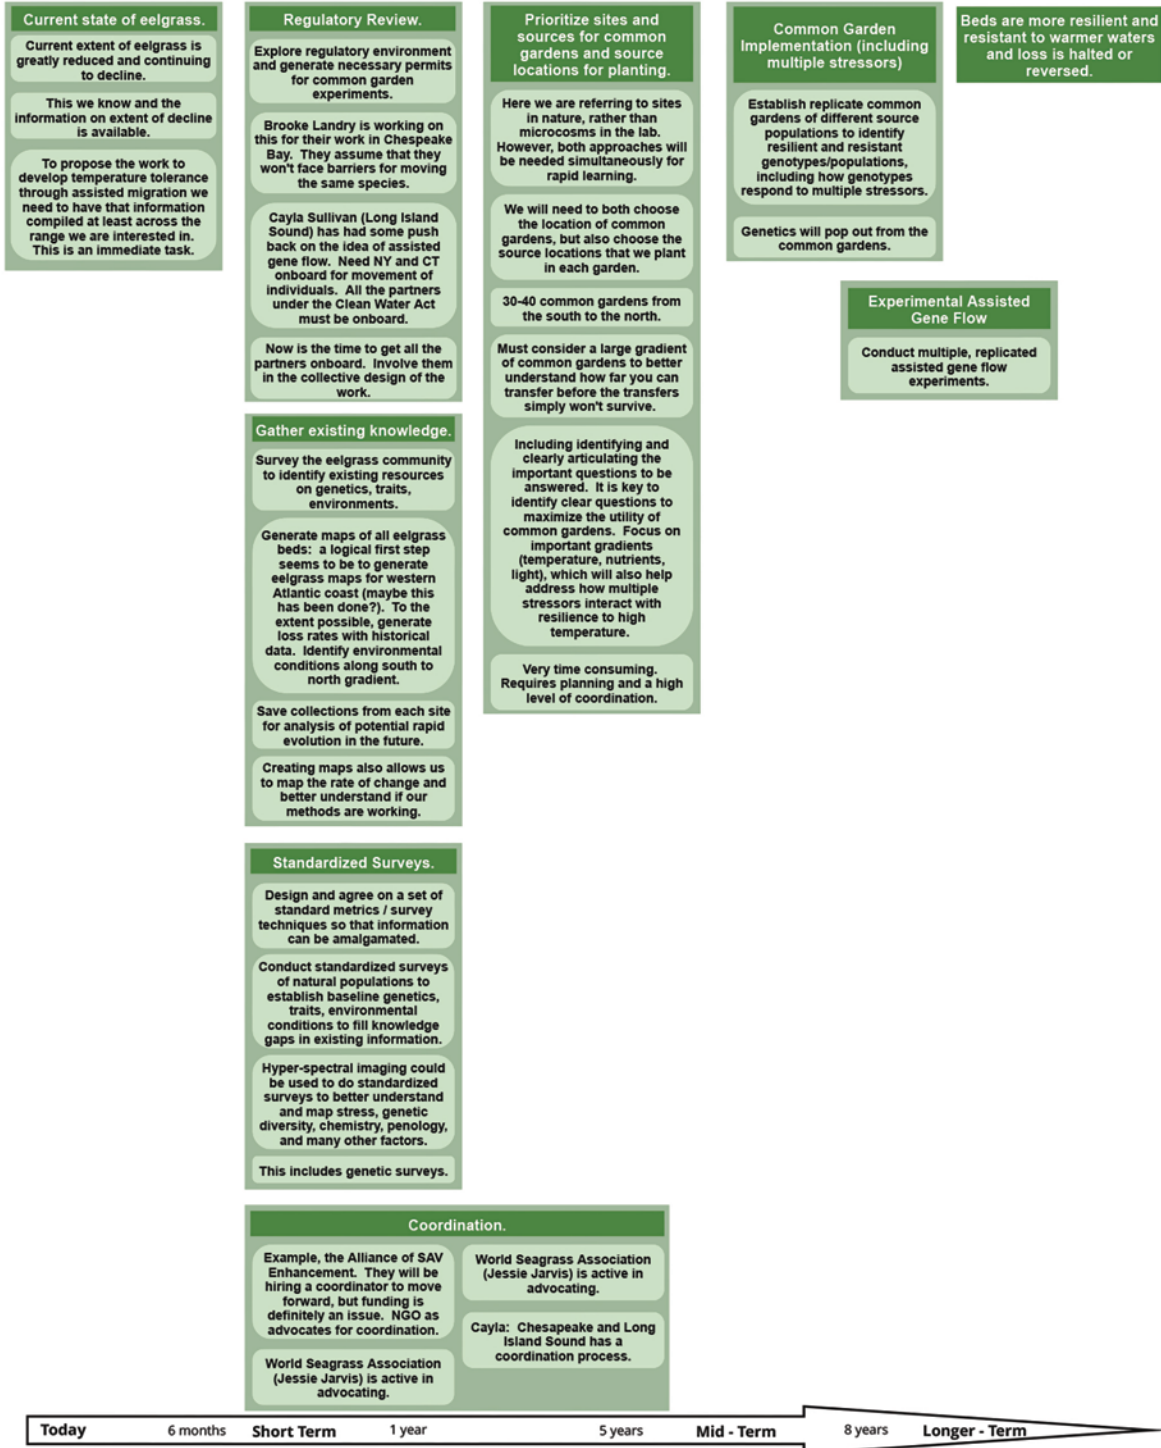 Current state of eelgrass.
Current extent of eelgrass is
greatly reduced and continuing
to decline.
This we know and the
information on extent of decline
is available.
To propose the work to
develop temperature tolerance
through assisted migration we
need to have that information
compiled at least across the
range we are interested in.
This is an immediate task.
Regulatory Review.
Explore regulatory environment
and generate necessary permits
for common garden
experiments.
Brooke Landry is working on
this for their work in Chespeake
Bay. They assume that they
won't face barriers for moving
the same species.
Cayla Sullivan (Long Island
Sound) has had some push
back on the idea of assisted
gene flow. Need NY and CT
onboard for movement of
individuals. All the partners
under the Clean Water Act
must be onboard.
Now is the time to get all the
partners onboard. Involve them
in the collective design of the
work.
Gather existing knowledge.
Survey the eelgrass community
to identify existing resources
on genetics, traits,
environments.
Generate maps of all eelgrass
beds: a logical first step
seems to be to generate
eelgrass maps for western
Atlantic coast (maybe this
has been done?). To the
extent possible, generate
loss rates with historical
data. Identify environmental
conditions along south to
north gradient.
Save collections from each site
for analysis of potential rapid
evolution in the future.
Creating maps also allows us
to map the rate of change and
better understand if our
methods are working.
Standardized Surveys.
Design and agree on a set of
standard metrics / survey
techniques so that information
can be amalgamated.
Conduct standardized surveys
of natural populations to
establish baseline genetics,
traits, environmental
conditions to fill knowledge
gaps in existing information.
Hyper-spectral imaging could
be used to do standardized
surveys to better understand
and map stress, genetic
diversity, chemistry, penology,
and many other factors.
This includes genetic surveys.
Coordination.
Example, the Alliance of SAV
Enhancement. They will be
hiring a coordinator to move
forward, but funding is
definitely an issue. NGO as
advocates for coordination.
World Seagrass Association
(Jessie Jarvis) is active in
advocating.
World Seagrass Association
(Jessie Jarvis) is active in
advocating.
Cayla: Chesapeake and Long
Island Sound has a
coordination process.
Prioritize sites and
sources for common
gardens and source
locations for planting.
Here we are referring to sites
in nature, rather than
microcosms in the lab.
However, both approaches will
be needed simultaneously for
rapid learning.
We will need to both choose
the location of common
gardens, but also choose the
source locations that we plant
in each garden.
30-40 common gardens from
the south to the north.
Must consider a large gradient
of common gardens to better
understand how far you can
transfer before the transfers
simply won't survive.
Including identifying and
clearly articulating the
important questions to be
answered. It is key to
identify clear questions to
maximize the utility of
common gardens. Focus on
important gradients
(temperature, nutrients,
light), which will also help
address how multiple
stressors interact with
resilience to high
temperature.
Very time consuming.
Requires planning and a high
level of coordination.
Common Garden
Implementation (including
multiple stressors)
Establish replicate common
gardens of different source
populations to identify
resilient and resistant
genotypes/populations,
including how genotypes
respond to multiple stressors.
Genetics will pop out from the
common gardens.
Experimental Assisted
Gene Flow
Conduct multiple, replicated
assisted gene flow
experiments.
Beds are more resilient and
resistant to warmer waters
and loss is halted or
reversed.
Today 6 months Short Term 1 year 5 years Mid - Term 8 years Longer - Term